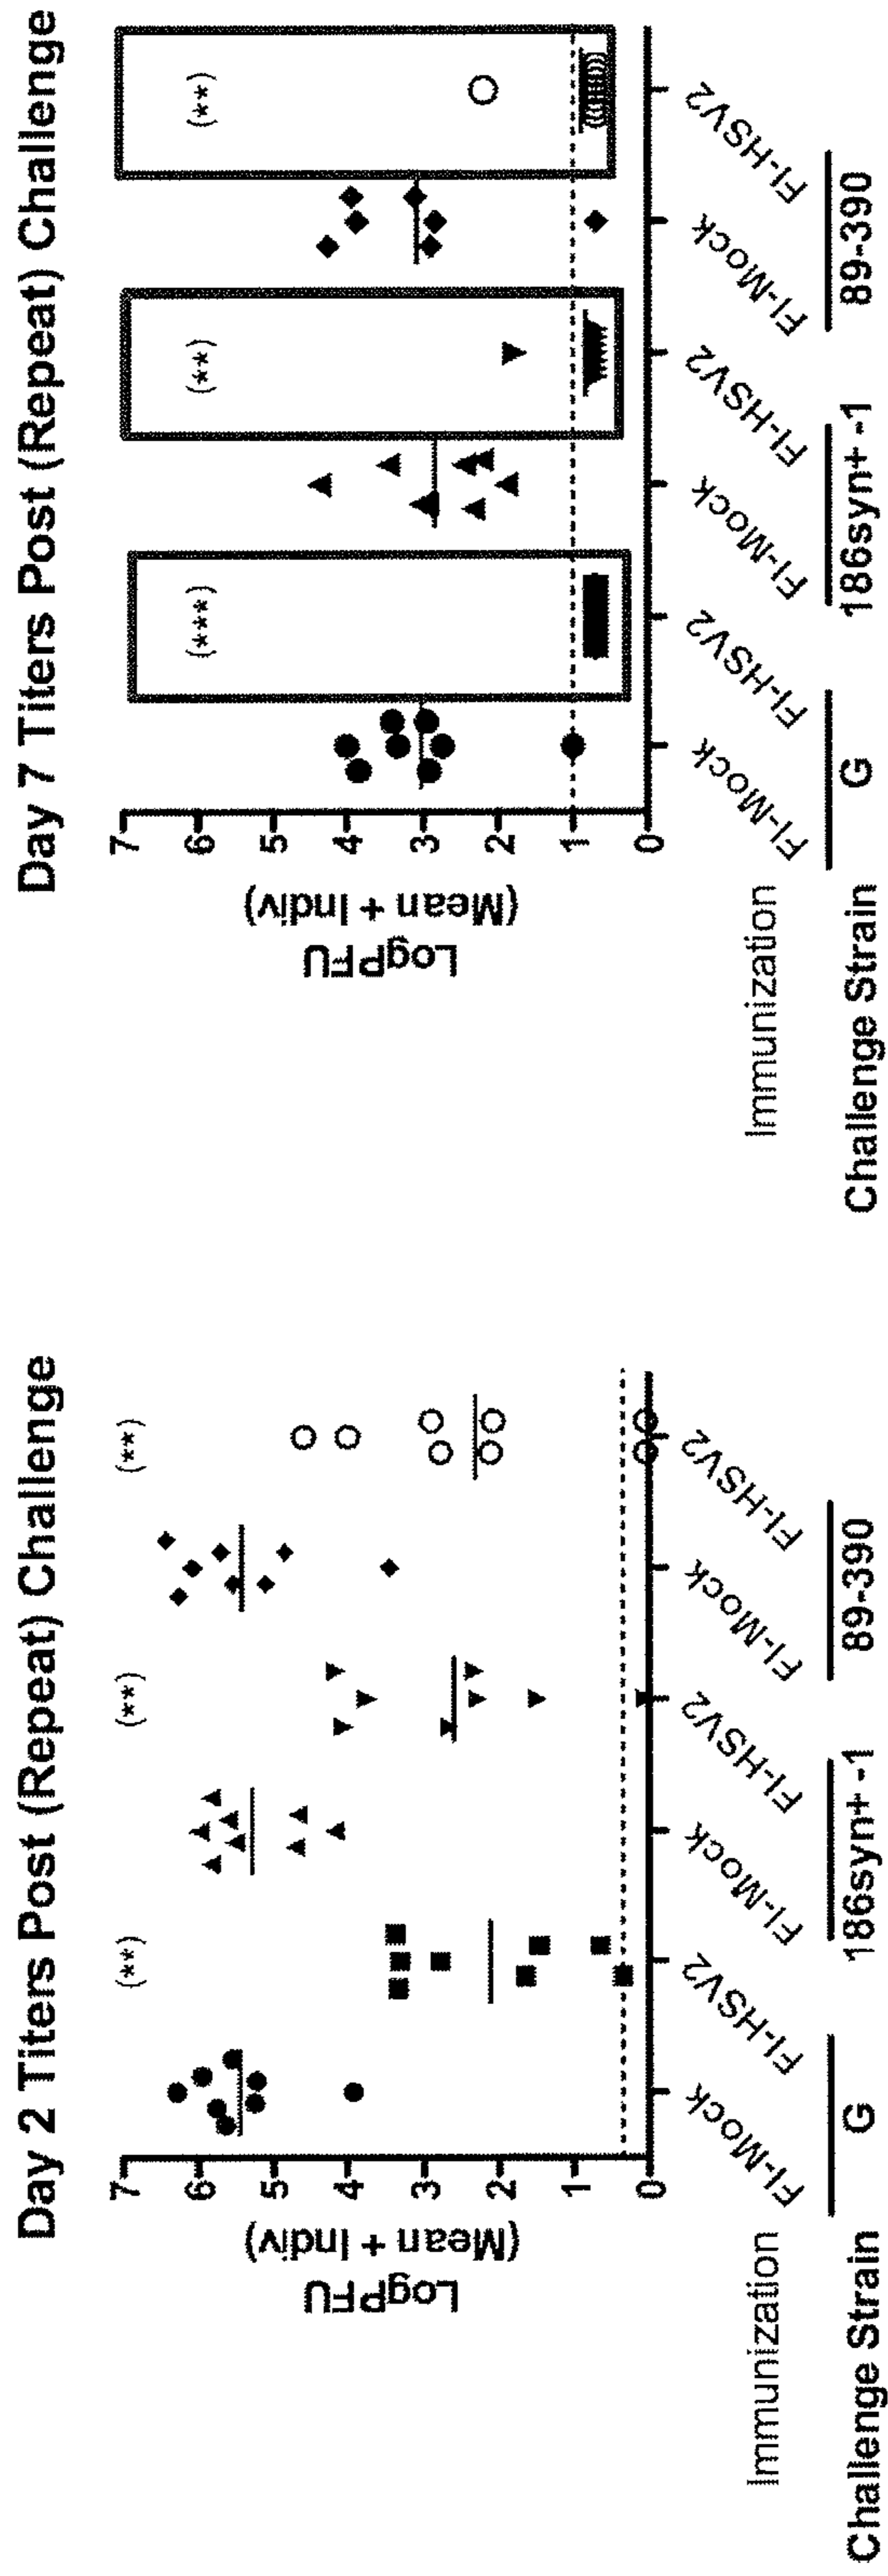 Day 2 Titers Post (Repeat) Challenge
LogPFU
(Mean + Indiv)
7
6
5
4
3
2
1
0
(**)
(**)
(**)
Immunization
FI-Mock
FI-HSV2
FI-Mock
FI-HSV2
FI-Mock
FI-HSV2
Challenge Strain
G
186syn+ -1
89-390
Day 7 Titers Post (Repeat) Challenge
LogPFU
(Mean + Indiv)
7
6
5
4
3
2
1
0
(***)
(**)
(**)
Immunization
FI-Mock
FI-HSV2
FI-Mock
FI-HSV2
FI-Mock
FI-HSV2
Challenge Strain
G
186syn+ -1
89-390